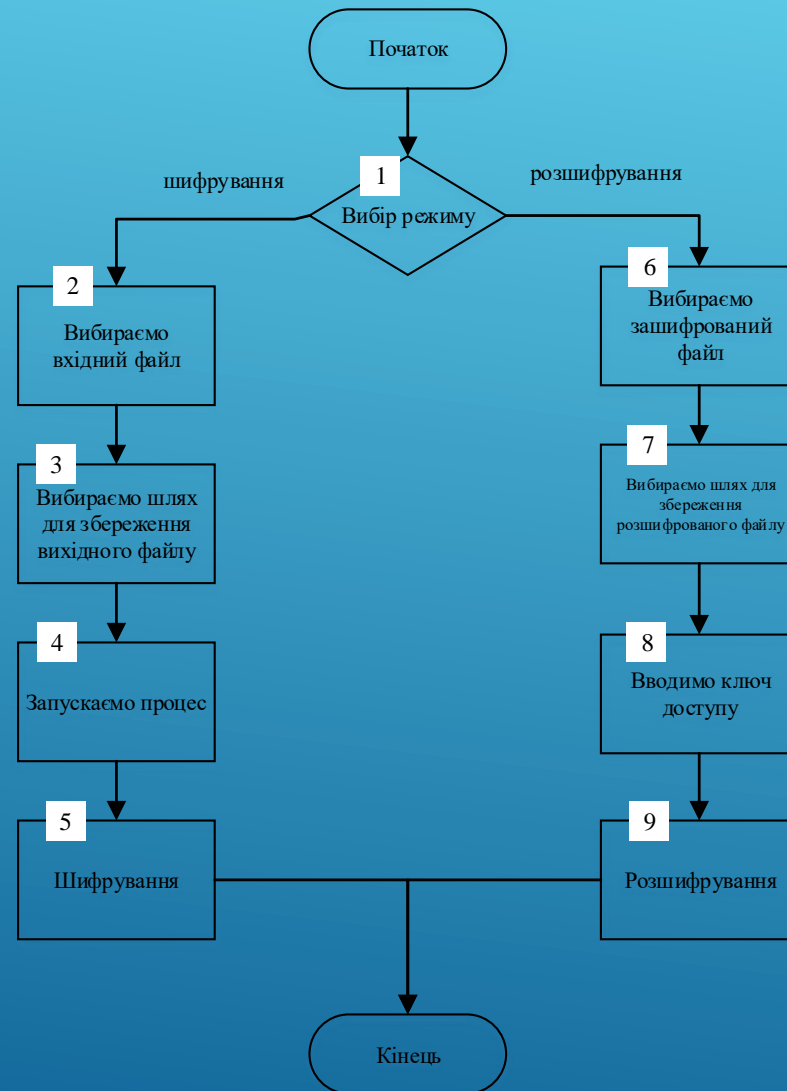 Початок
1
шифрування
розшифрування
Вибір режиму
2
Вибираємо
вхідний файл
3
Вибираємо шлях
для збереження
вихідного файлу
4
Запускаємо процес
5
Шифрування
6
Вибираємо
зашифрований
файл
7
Вибираємо шлях для
збереження
розшифрованого файлу
8
Вводимо ключ
доступу
9
Розшифрування
Кінець